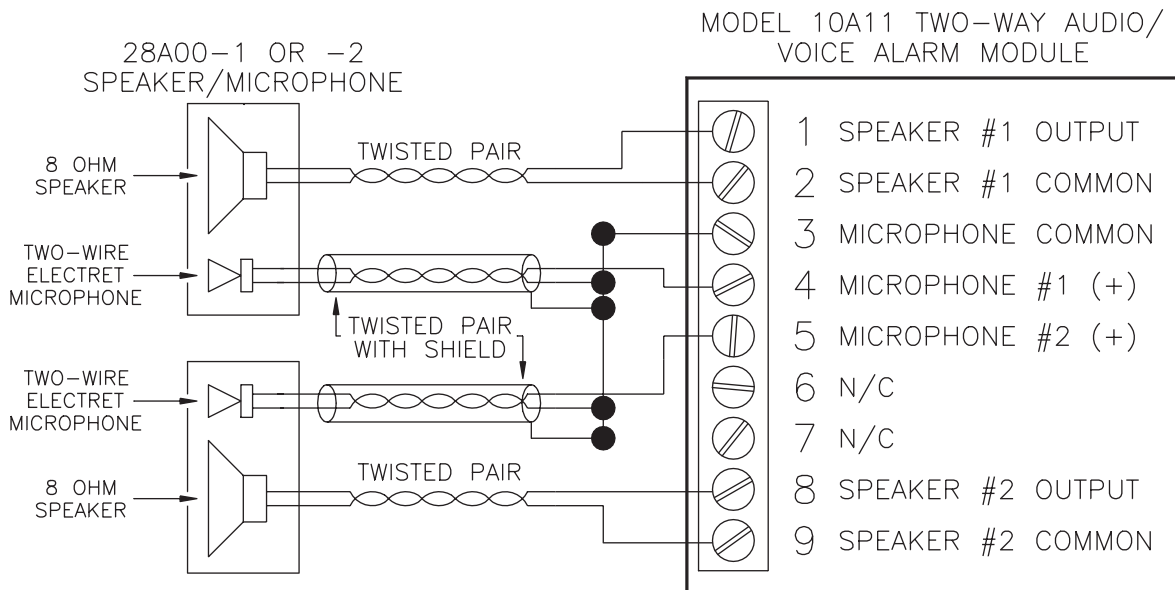 MODEL 10A11 TWO-WAY AUDIO/
VOICE ALARM MODULE
28A00-1 OR -2
SPEAKER/MICROPHONE
8 OHM
SPEAKER
TWISTED PAIR
TWO-WIRE
ELECTRET
MICROPHONE
TWISTED PAIR
WITH SHIELD
TWO-WIRE
ELECTRET
MICROPHONE
8 OHM
SPEAKER
TWISTED PAIR
1 SPEAKER #1 OUTPUT
2 SPEAKER #1 COMMON
3 MICROPHONE COMMON
4 MICROPHONE #1 (+)
5 MICROPHONE #2 (+)
6 N/C
7 N/C
8 SPEAKER #2 OUTPUT
9 SPEAKER #2 COMMON